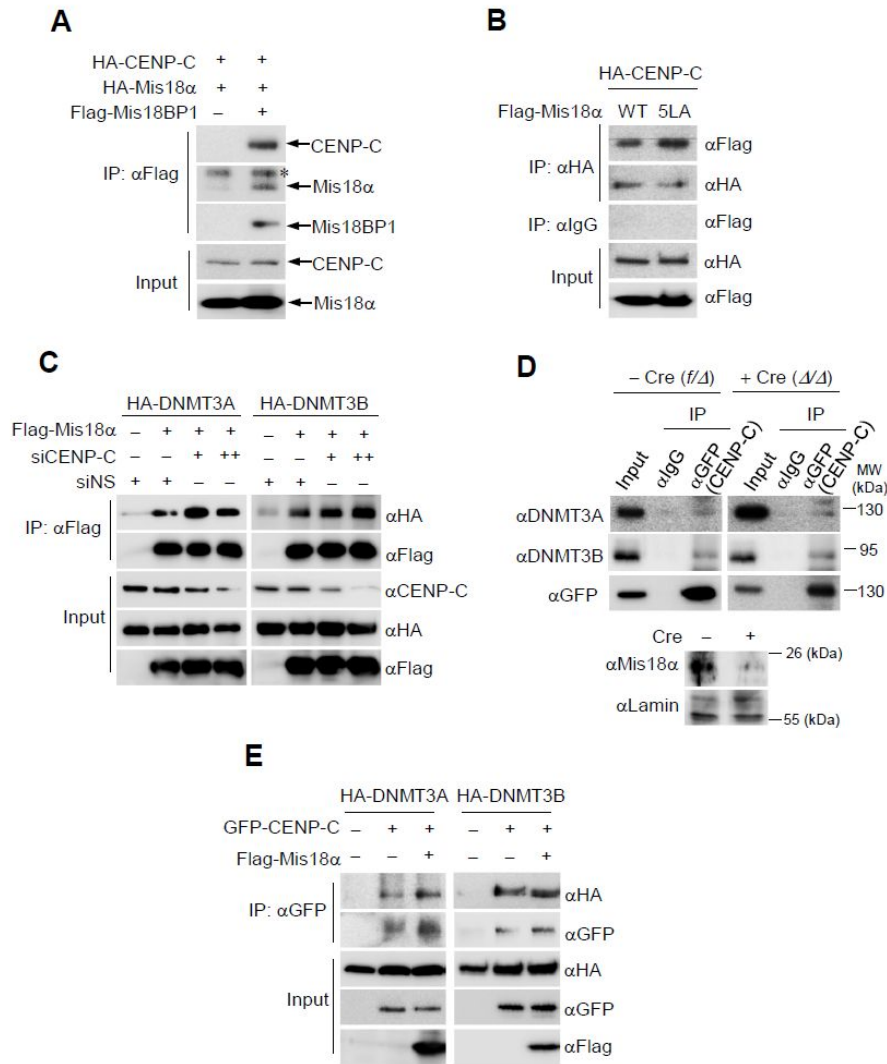 A
HA-CENP-C + +
HA-Mis18α + +
Flag-Mis18BP1 – +
IP: αFlag
CENP-C
*
Mis18α
Mis18BP1
Input
CENP-C
Mis18α
B
HA-CENP-C
Flag-Mis18α WT 5LA
IP: αHA
αFlag
αHA
IP: αIgG
αFlag
Input
αHA
αFlag
C
HA-DNMT3A HA-DNMT3B
Flag-Mis18α – + + + – + + +
siCENP-C + ++ + ++
siNS + + – – + + – –
IP: αFlag
αHA
αFlag
Input
αCENP-C
αHA
αFlag
D
– Cre (f/Δ) + Cre (Δ/Δ)
IP IP
Input αIgG αGFP (CENP-C) Input αIgG αGFP (CENP-C) MW (kDa)
αDNMT3A 130
αDNMT3B 95
αGFP 130
Cre – +
αMis18α 26 (kDa)
αLamin 55 (kDa)
E
HA-DNMT3A HA-DNMT3B
GFP-CENP-C – + + – + +
Flag-Mis18α – – + – – +
IP: αGFP
αHA
αGFP
Input
αHA
αGFP
αFlag